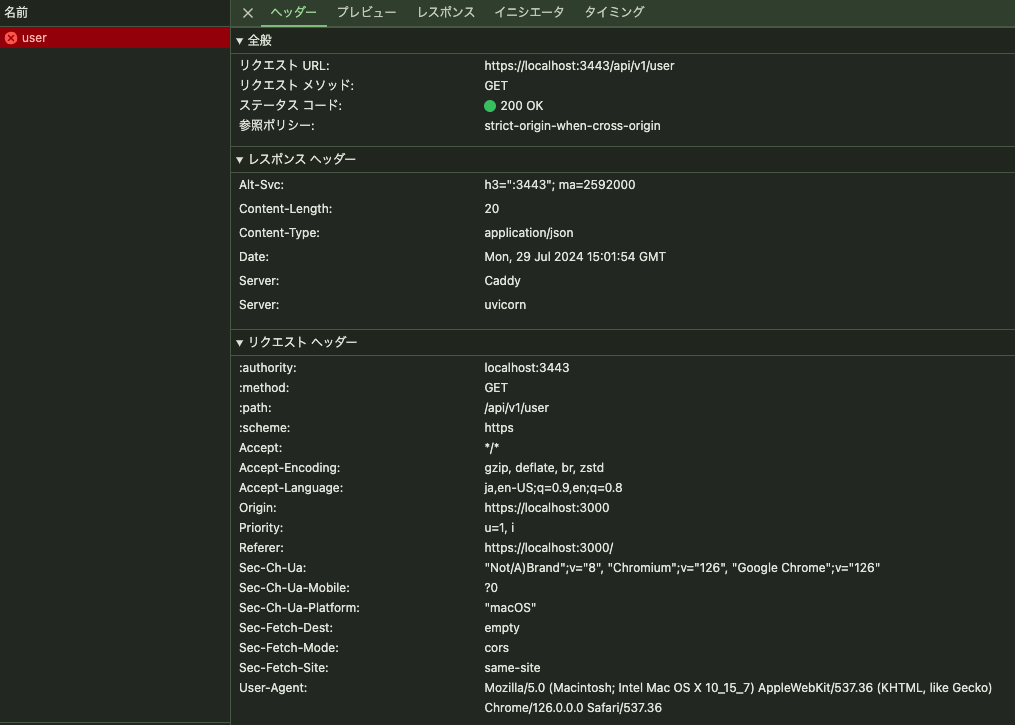 名前
ヘッダー プレビュー レスポンス イニシエータ タイミング
user
全般
リクエスト URL: https://localhost:3443/api/v1/user
リクエスト メソッド: GET
ステータス コード: 200 OK
参照ポリシー: strict-origin-when-cross-origin
レスポンス ヘッダー
Alt-Svc: h3=":3443"; ma=2592000
Content-Length: 20
Content-Type: application/json
Date: Mon, 29 Jul 2024 15:01:54 GMT
Server: Caddy
Server: uvicorn
リクエスト ヘッダー
:authority: localhost:3443
:method: GET
:path: /api/v1/user
:scheme: https
Accept: */*
Accept-Encoding: gzip, deflate, br, zstd
Accept-Language: ja,en-US;q=0.9,en;q=0.8
Origin: https://localhost:3000
Priority: u=1, i
Referer: https://localhost:3000/
Sec-Ch-Ua: "Not/A)Brand";v="8", "Chromium";v="126", "Google Chrome";v="126"
Sec-Ch-Ua-Mobile: ?0
Sec-Ch-Ua-Platform: "macOS"
Sec-Fetch-Dest: empty
Sec-Fetch-Mode: cors
Sec-Fetch-Site: same-site
User-Agent: Mozilla/5.0 (Macintosh; Intel Mac OS X 10_15_7) AppleWebKit/537.36 (KHTML, like Gecko)
Chrome/126.0.0.0 Safari/537.36